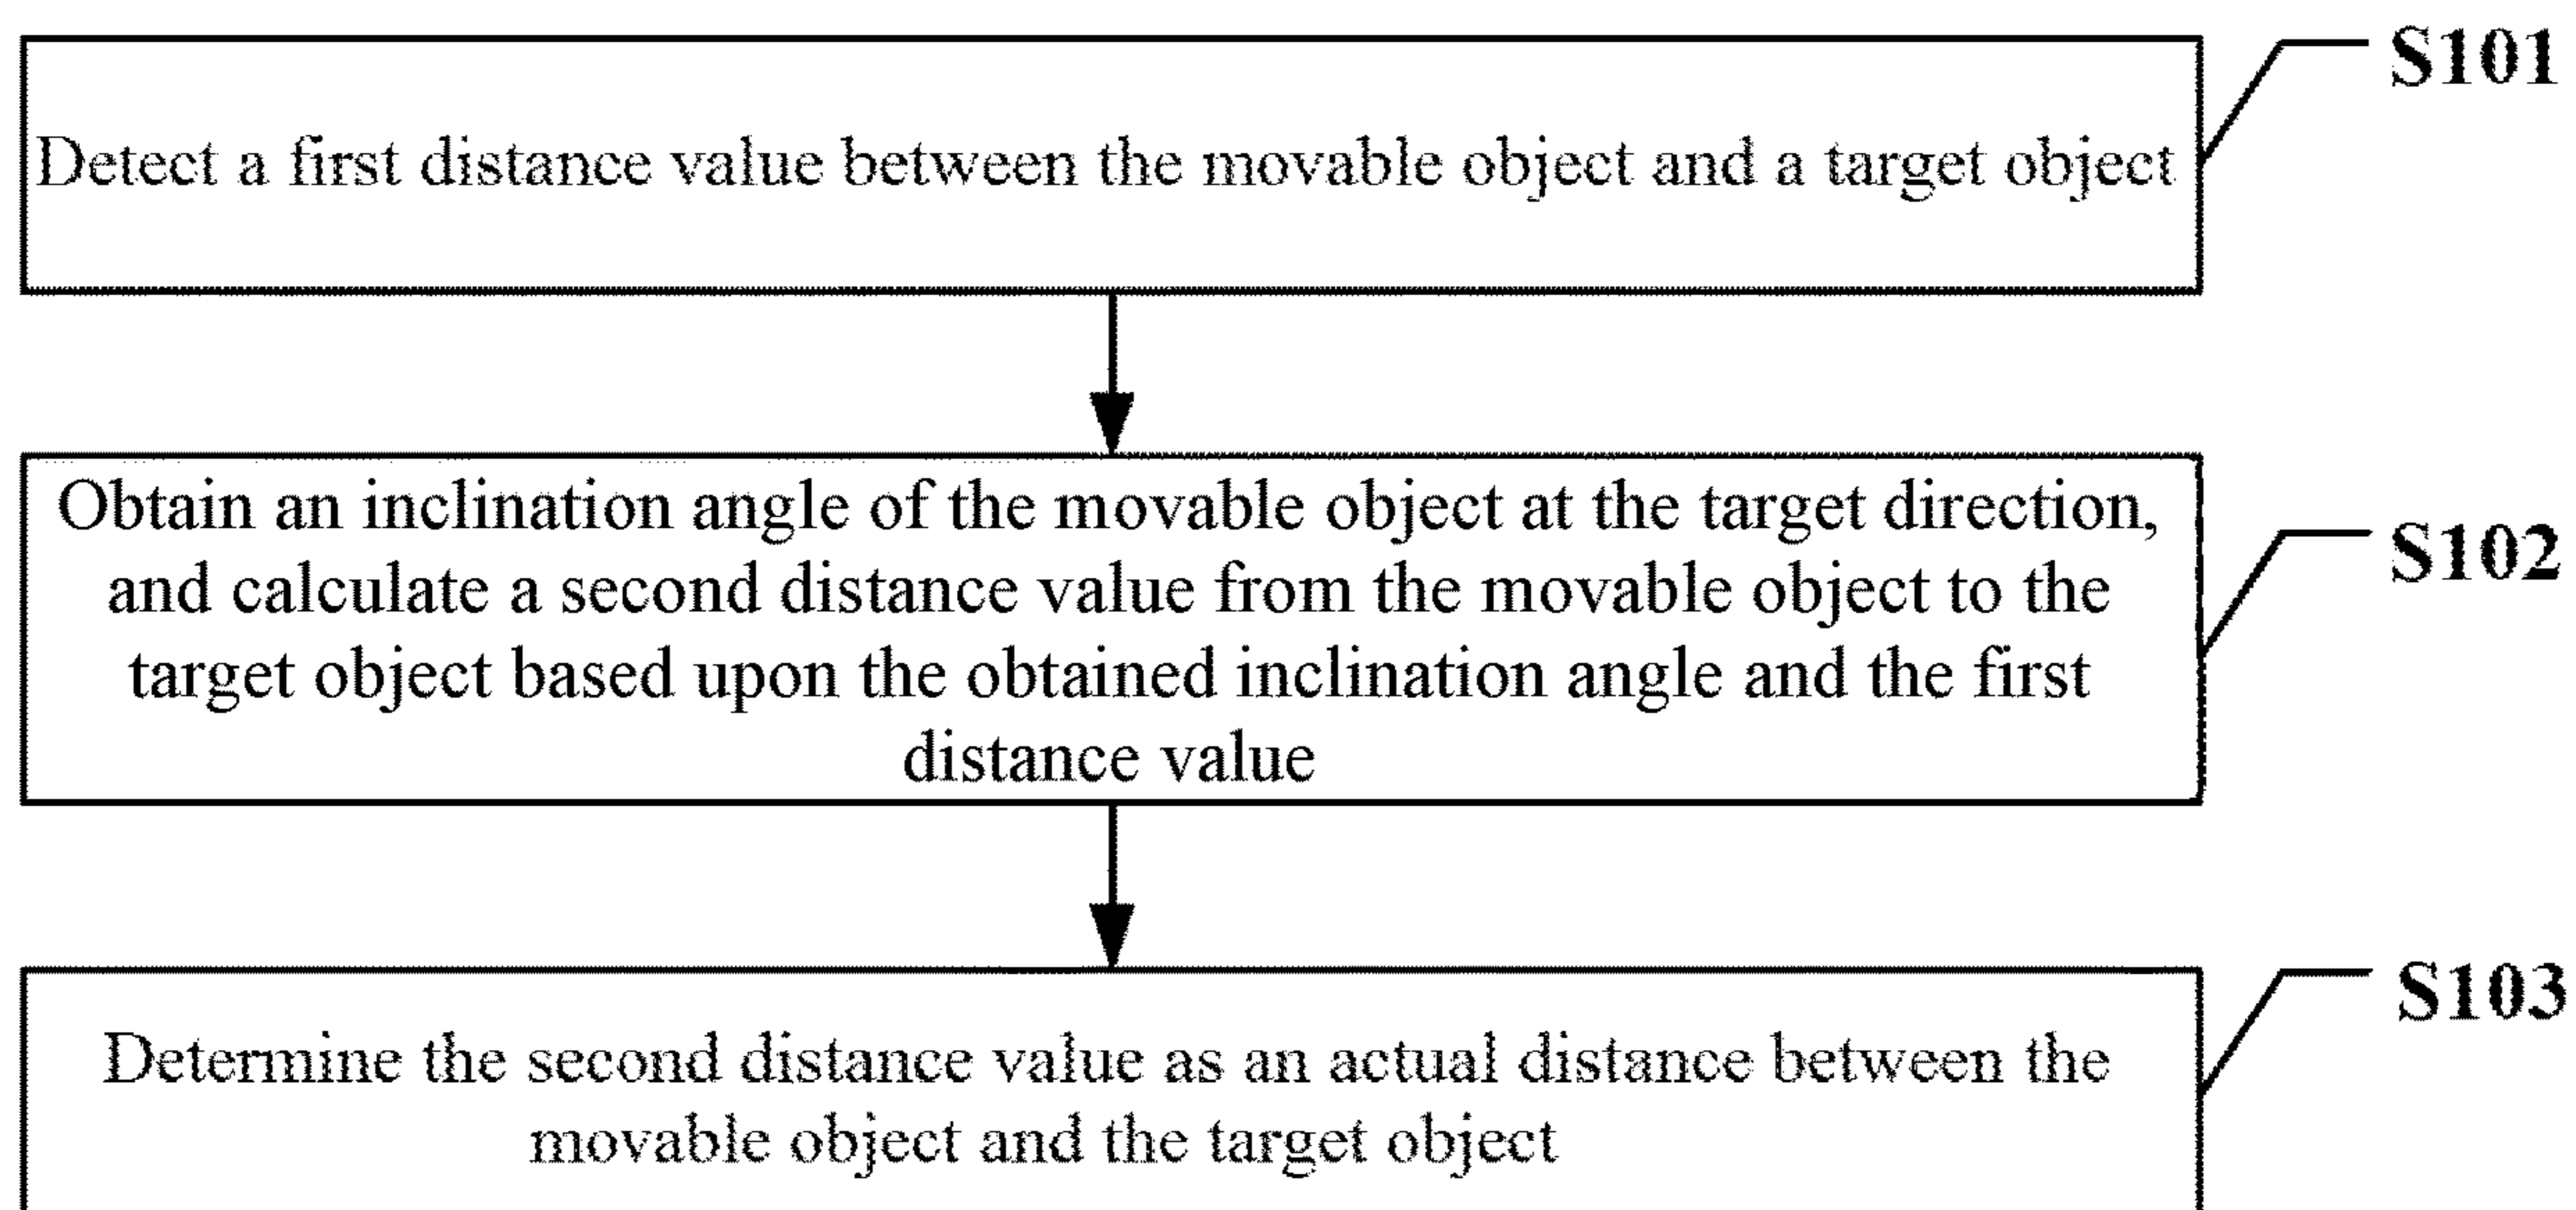 Detect a first distance value between the movable object and a target object
S101
Obtain an inclination angle of the movable object at the target direction,
and calculate a second distance value from the movable object to the
target object based upon the obtained inclination angle and the first
distance value
S102
Determine the second distance value as an actual distance between the
movable object and the target object
S103